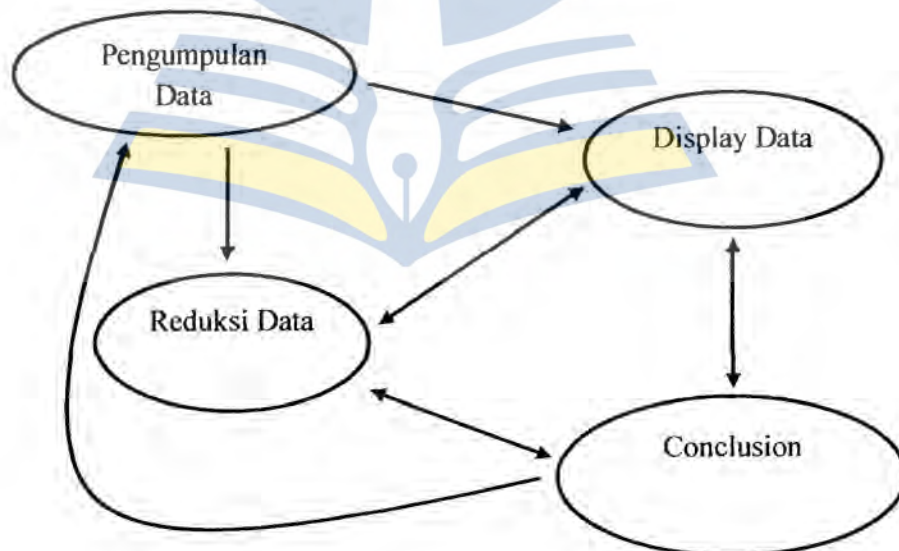 Pengumpulan
Data
Display Data
Reduksi Data
Conclusion